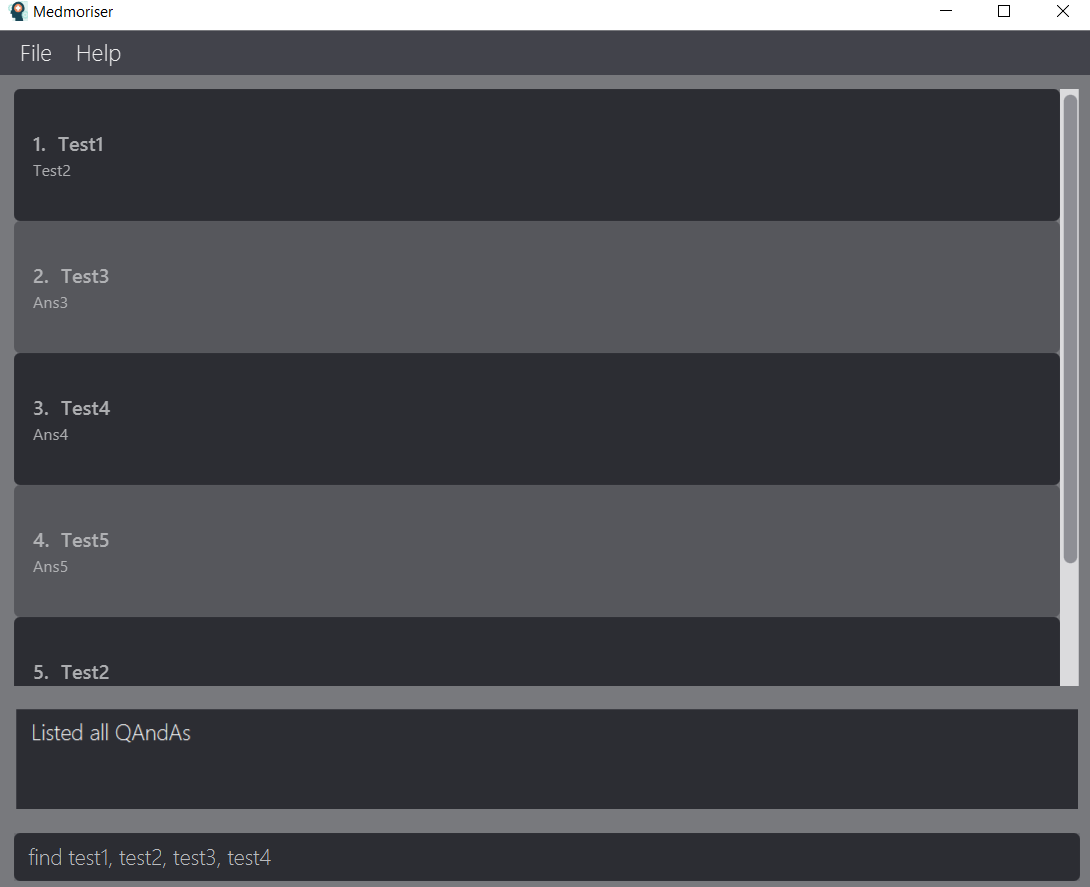 Medmoriser
File Help
1. Test1
Test2
2. Test3
Ans3
3. Test4
Ans4
4. Test5
Ans5
5. Test2
Listed all QAndAs
find test1, test2, test3, test4